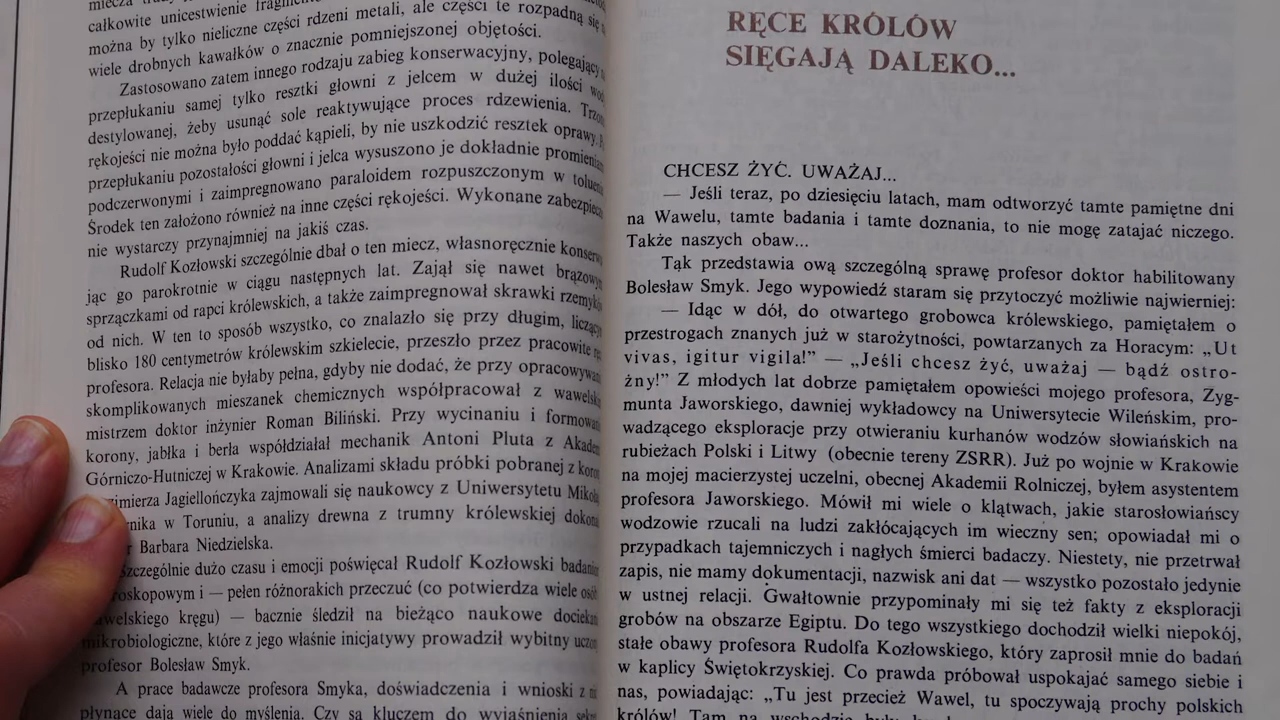 miecza
całkowite unicestwienie
można by tylko nieliczne części rdzeni metali, ale części te rozpadną się
wiele drobnych kawałków o znacznie pomniejszonej objętości.
Zastosowano zatem innego rodzaju zabieg konserwacyjny, polegający
przepłukaniu samej tylko resztki głowni z jelcem w dużej ilości
destylowanej, żeby usunąć sole reaktywujące proces rdzewienia.
rękojeści nie można było poddać kąpieli, by nie uszkodzić resztek oprawy.
przepłukaniu pozostałości głowni i jelca wysuszono je dokładnie
podczerwonymi i zaimpregnowano paraloidem rozpuszczonym w
Środek ten założono również na inne części rękojeści. Wykonane
nie wystarczy przynajmniej na jakiś czas.
Rudolf Kozłowski szczególnie dbał o ten miecz, własnoręcznie
jąc go parokrotnie w ciągu następnych lat. Zajął się nawet
sprzączkami od rapci królewskich, a także zaimpregnował skrawki
od nich. W ten to sposób wszystko, co znalazło się przy długim,
blisko 180 centymetrów królewskim szkielecie, przeszło przez pracowite
profesora. Relacja nie byłaby pełna, gdyby nie dodać, że przy
skomplikowanych mieszanek chemicznych współpracował z
mistrzem doktor inżynier Roman Biliński. Przy wycinaniu i
korony, jabłka i berła współdziałał mechanik Antoni Pluta z
Górniczo-Hutniczej w Krakowie. Analizami składu próbki pobranej z
Jagiellończyka zajmowali się naukowcy z Uniwersytetu
w Toruniu, a analizy drewna z trumny królewskiej
Barbara Niedzielska.
Szczególnie dużo czasu i emocji poświęcał Rudolf Kozłowski
i — pełen różnorakich przeczuć (co potwierdza wiele
kręgu) — bacznie śledził na bieżąco naukowe
mikrobiologiczne, które z jego właśnie inicjatywy prowadził wybitny
profesor Bolesław Smyk.
A prace badawcze profesora Smyka, doświadczenia i wnioski z
płynące dają wiele do myślenia. Czy są kluczem do wyjaśnienia
RĘCE KRÓLÓW
SIĘGAJĄ DALEKO...
CHCESZ ŻYĆ. UWAŻAJ...
— Jeśli teraz, po dziesięciu latach, mam odtworzyć tamte pamiętne dni
na Wawelu, tamte badania i tamte doznania, to nie mogę zatajać niczego.
Także naszych obaw...
Tak przedstawia ową szczególną sprawę profesor doktor habilitowany
Bolesław Smyk. Jego wypowiedź staram się przytoczyć możliwie najwierniej:
— Idąc w dół, do otwartego grobowca królewskiego, pamiętałem o
przestrogach znanych już w starożytności, powtarzanych za Horacym: „Ut
vivas, igitur vigila!” — „Jeśli chcesz żyć, uważaj — bądź ostro-
żny!” Z młodych lat dobrze pamiętałem opowieści mojego profesora, Zyg-
munta Jaworskiego, dawniej wykładowcy na Uniwersytecie Wileńskim, pro-
wadzącego eksploracje przy otwieraniu kurhanów wodzów słowiańskich na
rubieżach Polski i Litwy (obecnie tereny ZSRR). Już po wojnie w Krakowie
na mojej macierzystej uczelni, obecnej Akademii Rolniczej, byłem asystentem
profesora Jaworskiego. Mówił mi wiele o klątwach, jakie starosłowiańscy
wodzowie rzucali na ludzi zakłócających im wieczny sen; opowiadał mi o
przypadkach tajemniczych i nagłych śmierci badaczy. Niestety, nie przetrwał
zapis, nie mamy dokumentacji, nazwisk ani dat — wszystko pozostało jedynie
w ustnej relacji. Gwałtownie przypominały mi się też fakty z eksploracji
grobów na obszarze Egiptu. Do tego wszystkiego dochodził wielki niepokój,
stałe obawy profesora Rudolfa Kozłowskiego, który zaprosił mnie do badań
w kaplicy Świętokrzyskiej. Co prawda próbował uspokajać samego siebie i
nas, powiadając: „Tu jest przecież Wawel, tu spoczywają prochy polskich
królów! Tam na wschodzie